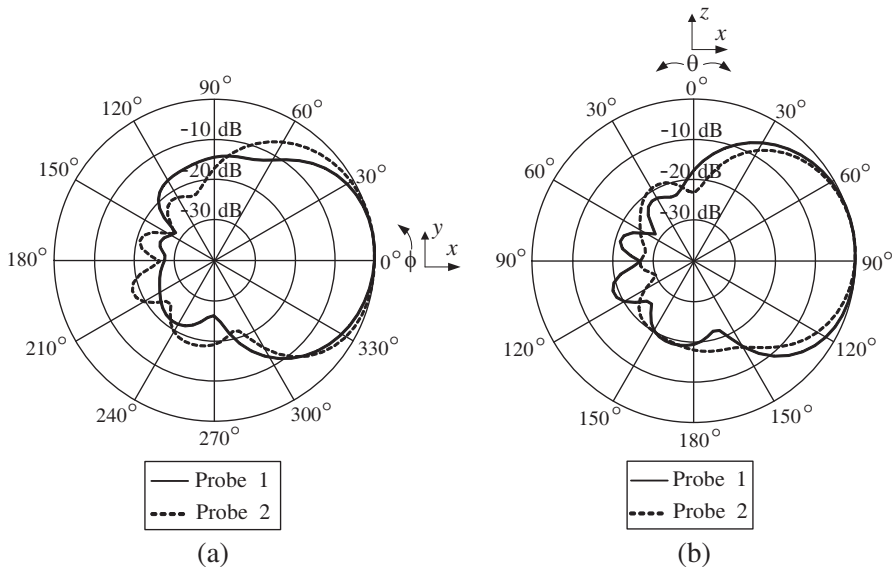 z
x
θ
90°
120°
60°
-10 dB
150°
30°
-20 dB
-30 dB
180°
0°
ϕ
y
x
210°
330°
240°
300°
270°
Probe 1
Probe 2
(a)
0°
30°
30°
-10 dB
60°
60°
-20 dB
-30 dB
90°
90°
120°
120°
150°
150°
180°
Probe 1
Probe 2
(b)